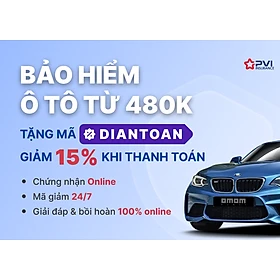 PVI
INSURANCE
BẢO HIỂM
Ô TÔ TỪ 480K
TẶNG MÃ DIANTOAN
GIẢM 15% KHI THANH TOÁN
• Chứng nhận Online
• Mã giảm 24/7
• Giải đáp & bồi hoàn 100% online